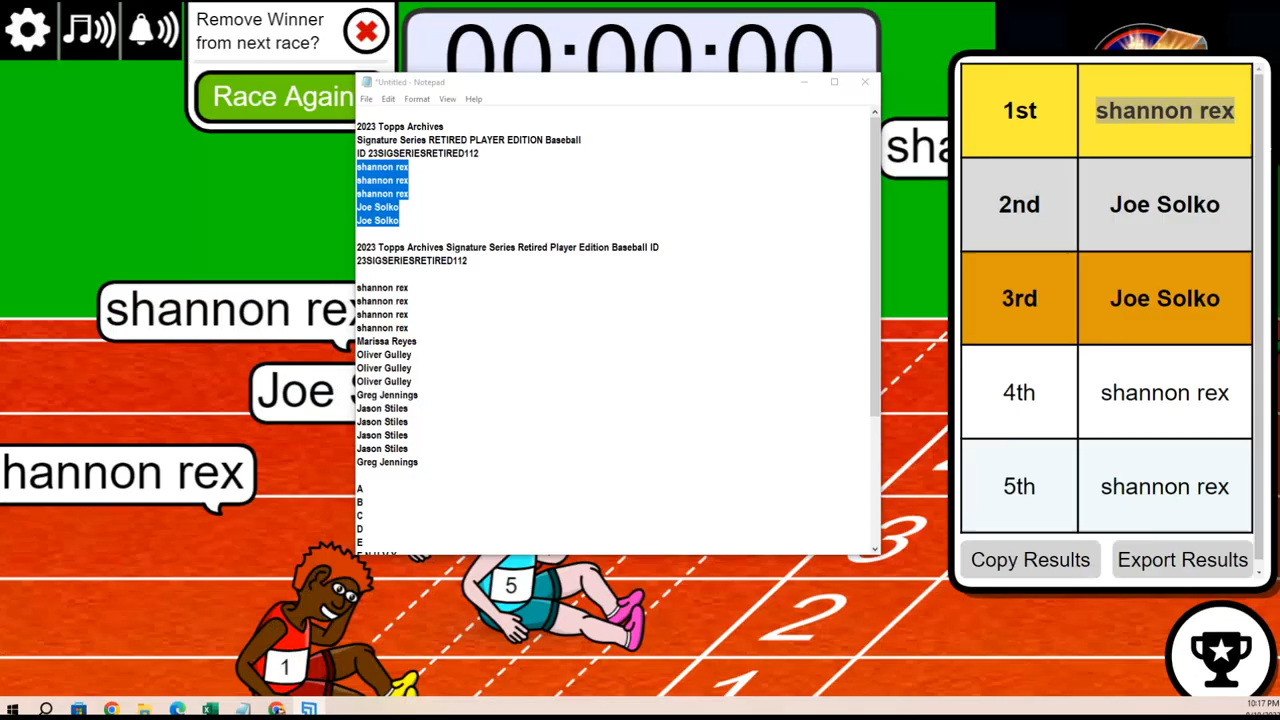 Remove Winner
from next race?
Race Again
00:00:00
*Untitled - Notepad
File Edit Format View Help
2023 Topps Archives
Signature Series RETIRED PLAYER EDITION Baseball
ID 23SIGSERIESRETIRED112
shannon rex
shannon rex
shannon rex
Joe Solko
Joe Solko
2023 Topps Archives Signature Series Retired Player Edition Baseball ID
23SIGSERIESRETIRED112
shannon rex
shannon rex
shannon rex
shannon rex
Marissa Reyes
Oliver Gulley
Oliver Gulley
Oliver Gulley
Greg Jennings
Jason Stiles
Jason Stiles
Jason Stiles
Jason Stiles
Greg Jennings
A
B
C
D
E
sha
shannon rex
Joe S
hannon rex
1st shannon rex
2nd Joe Solko
3rd Joe Solko
4th shannon rex
5th shannon rex
Copy Results Export Results
5
1
3
2
10:17 PM